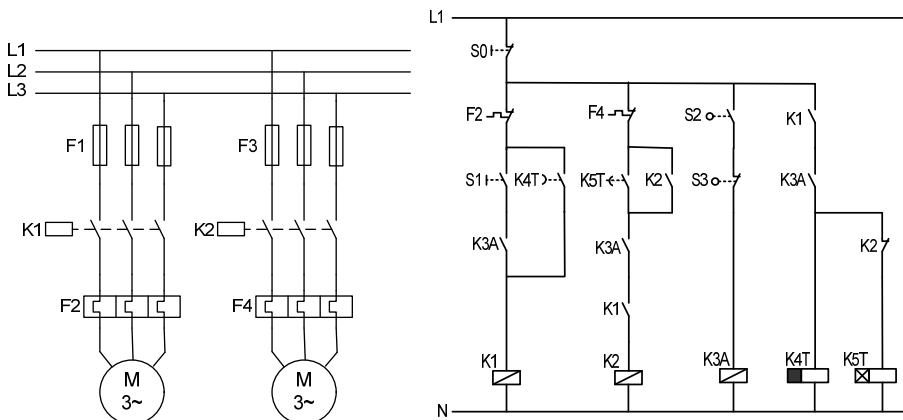 L1
L2
L3
F1
F3
K1
K2
F2
F4
M
3~
M
3~
L1
S0
F2
F4
S2
K1
S1
K4T
K5T
K2
S3
K3A
K3A
K3A
K2
K1
K1
K2
K3A
K4T
K5T
N